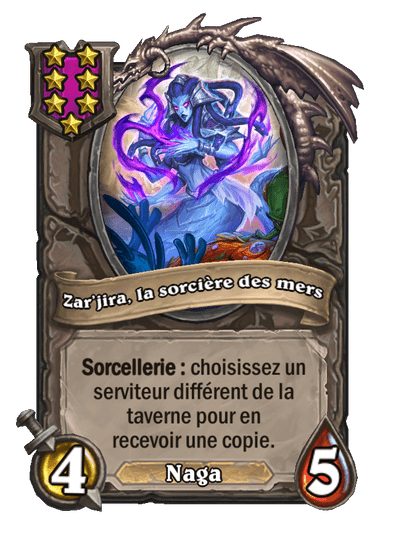 Zar'jira, la sorcière des mers
Sorcellerie : choisissez un
serviteur différent de la
taverne pour en
recevoir une copie.
4
Naga
5